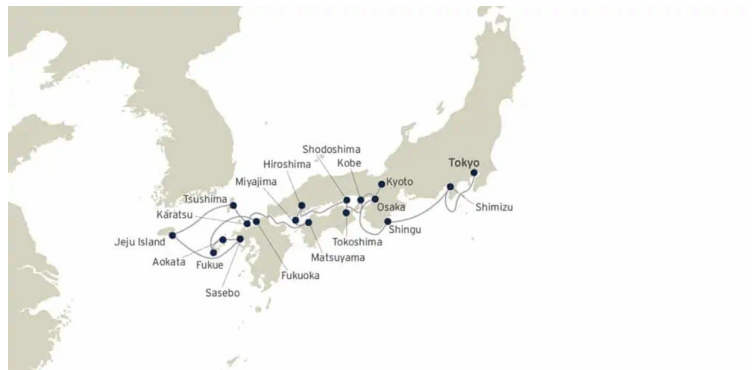 Shodoshima
Hiroshima
Kobe
Tokyo
Miyajima
Kyoto
Tsushima
Osaka
Shimizu
Karatsu
Shingu
Jeju Island
Tokoshima
Matsuyama
Aokata
Fukue
Fukuoka
Sasebo